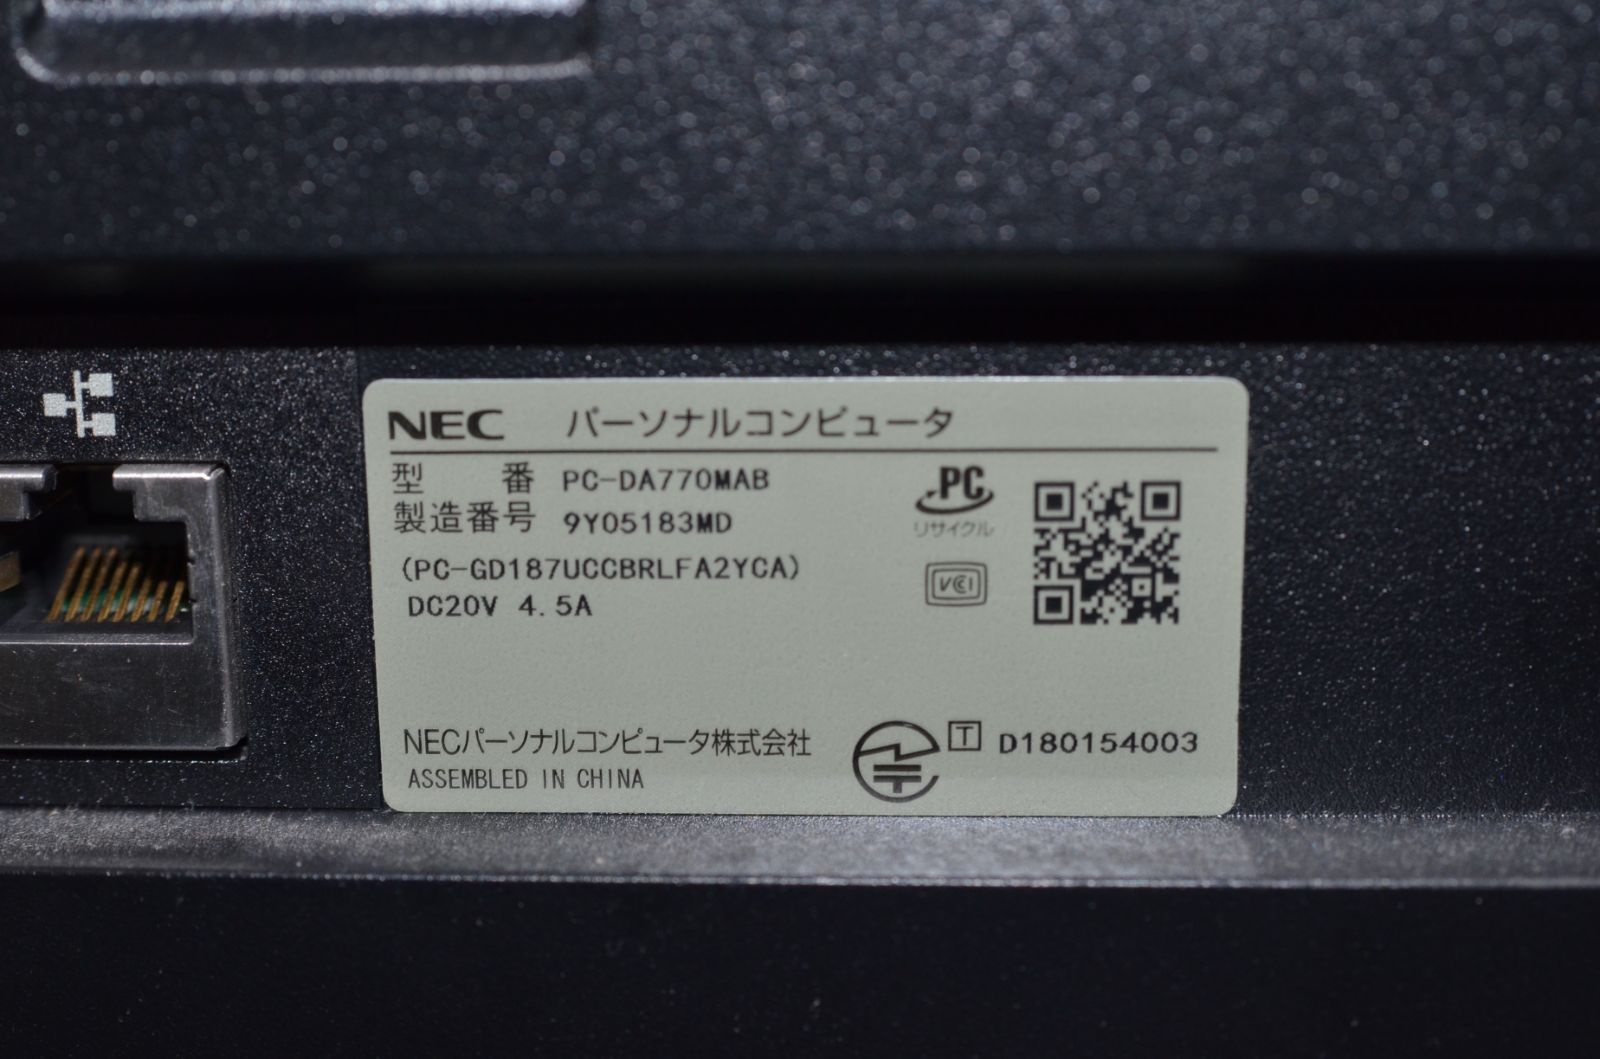 NEC パーソナルコンピュータ
型 番 PC-DA770MAB
製造番号 9Y05183MD
(PC-GD187UCCBRLFA2YCA)
DC20V 4.5A
PC
リサイクル
VCI
NECパーソナルコンピュータ株式会社
ASSEMBLED IN CHINA
T D180154003